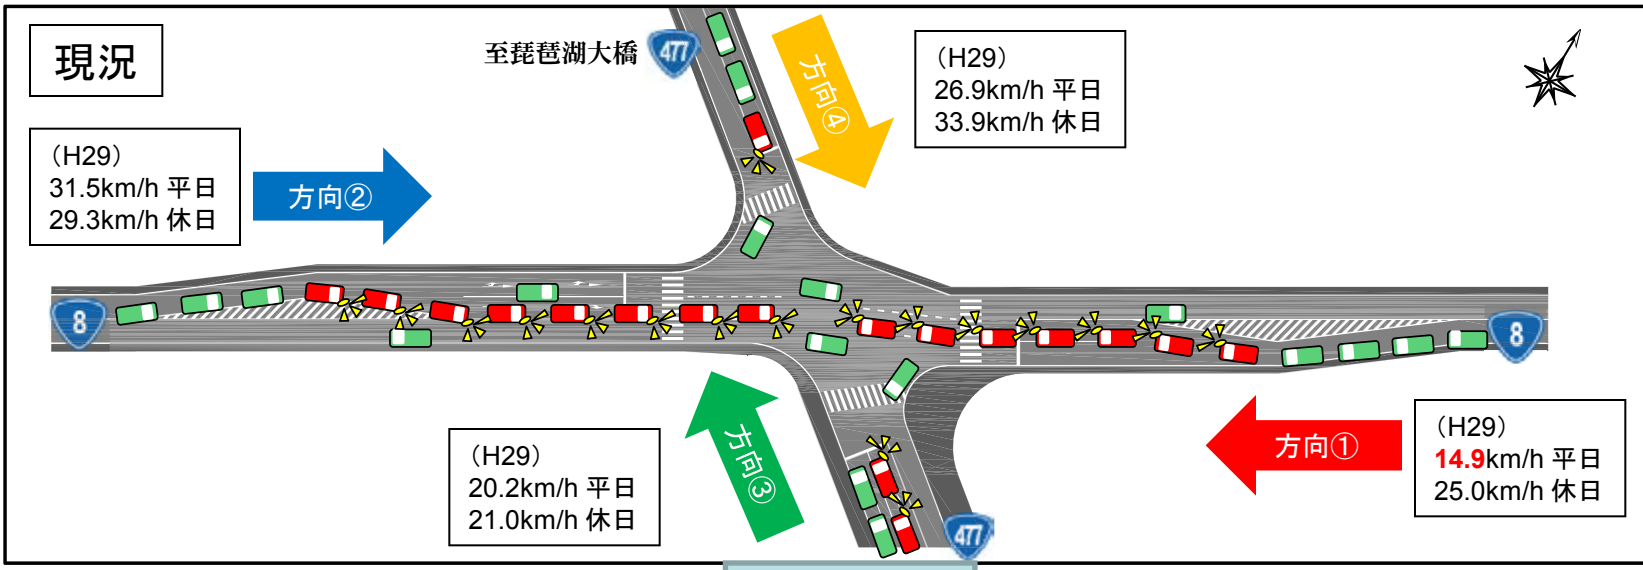 現況
至琵琶湖大橋
477
方向④
（H29）
26.9km/h 平日
33.9km/h 休日
（H29）
31.5km/h 平日
29.3km/h 休日
方向②
8
8
方向③
（H29）
20.2km/h 平日
21.0km/h 休日
方向①
（H29）
14.9km/h 平日
25.0km/h 休日
477